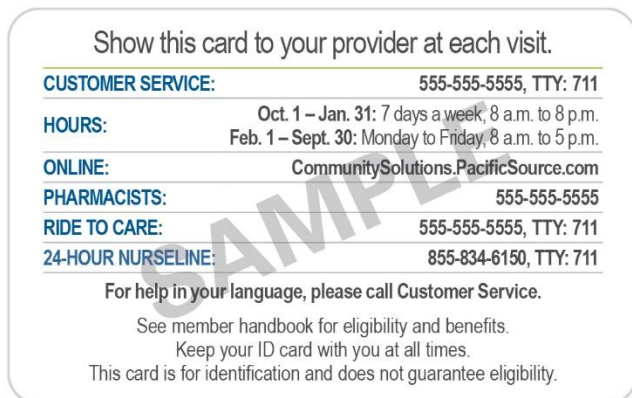 Show this card to your provider at each visit.
CUSTOMER SERVICE: 555-555-5555, TTY: 711
HOURS: Oct. 1 – Jan. 31: 7 days a week, 8 a.m. to 8 p.m.
Feb. 1 – Sept. 30: Monday to Friday, 8 a.m. to 5 p.m.
ONLINE: CommunitySolutions.PacificSource.com
PHARMACISTS: 555-555-5555
RIDE TO CARE: 555-555-5555, TTY: 711
24-HOUR NURSELINE: 855-834-6150, TTY: 711
For help in your language, please call Customer Service.
See member handbook for eligibility and benefits.
Keep your ID card with you at all times.
This card is for identification and does not guarantee eligibility.
SAMPLE